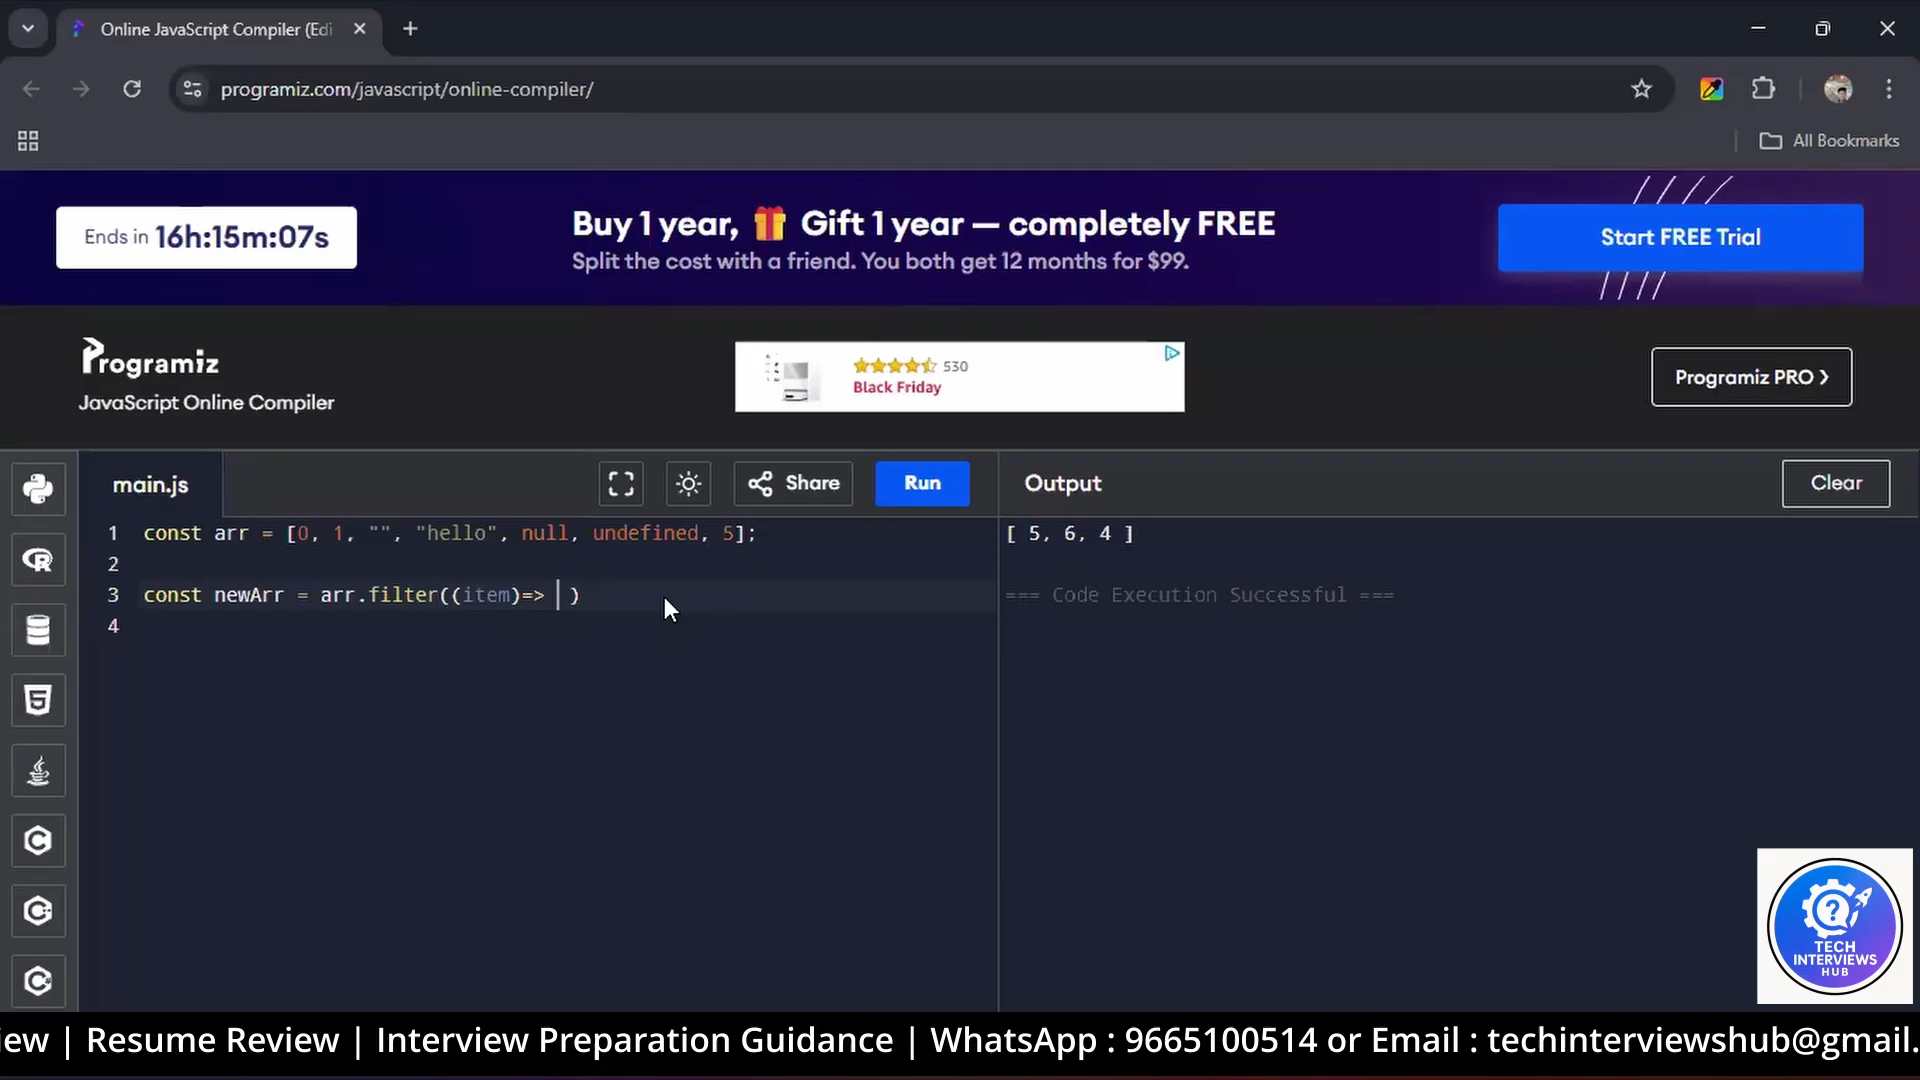 Online JavaScript Compiler (Edi
programiz.com/javascript/online-compiler/
All Bookmarks
Ends in 16h:15m:07s
Buy 1 year, 🎁 Gift 1 year — completely FREE
Split the cost with a friend. You both get 12 months for $99.
Start FREE Trial
Programiz
JavaScript Online Compiler
530
Black Friday
Programiz PRO ❯
main.js
Share
Run
Output
Clear
1 const arr = [0, 1, "", "hello", null, undefined, 5];
2
3 const newArr = arr.filter((item)=> )
4
[ 5, 6, 4 ]
=== Code Execution Successful ===
?
TECH
INTERVIEWS
HUB
iew | Resume Review | Interview Preparation Guidance | WhatsApp : 9665100514 or Email : techinterviewshub@gmail.